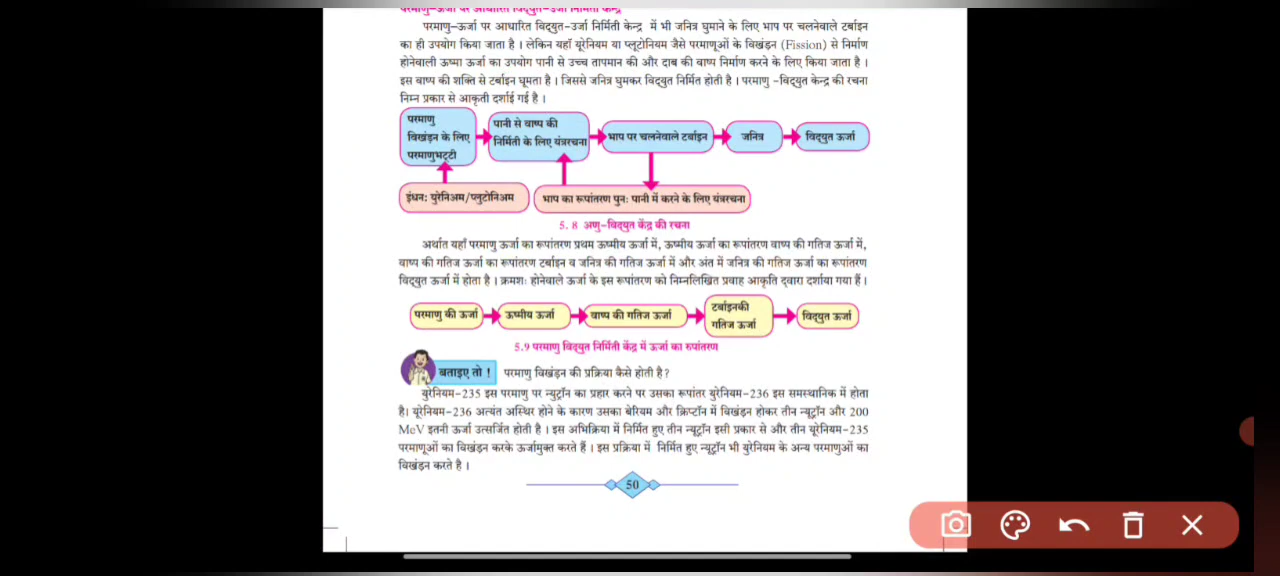 परमाणु-ऊर्जा पर आधारित विद्युत-उर्जा निर्मिती केन्द्र
परमाणु-ऊर्जा पर आधारित विद्युत-उर्जा निर्मिती केन्द्र में भी जनित्र घुमाने के लिए भाप पर चलनेवाले टर्बाइन
का ही उपयोग किया जाता है । लेकिन यहाँ यूरेनियम या प्लूटोनियम जैसे परमाणूओं के विखंडन (Fission) से निर्माण
होनेवाली ऊष्मा ऊर्जा का उपयोग पानी से उच्च तापमान की और दाब की वाष्प निर्माण करने के लिए किया जाता है ।
इस वाष्प की शक्ति से टर्बाइन घूमता है । जिससे जनित्र घुमकर विद्युत निर्मित होती है । परमाणु -विद्युत केन्द्र की रचना
निम्न प्रकार से आकृती दर्शाई गई है ।
परमाणु
विखंडन के लिए
परमाणुभट्टी
पानी से वाष्प की
निर्मिती के लिए यंत्ररचना
भाप पर चलनेवाले टर्बाइन
जनित्र
विद्युत ऊर्जा
इंधन: युरेनिअम/प्लुटोनिअम
भाप का रूपांतरण पुनः पानी में करने के लिए यंत्ररचना
5. 8 अणु-विद्युत केंद्र की रचना
अर्थात यहाँ परमाणु ऊर्जा का रूपांतरण प्रथम ऊष्मीय ऊर्जा में, ऊष्मीय ऊर्जा का रूपांतरण वाष्प की गतिज ऊर्जा में,
वाष्प की गतिज ऊर्जा का रूपांतरण टर्बाइन व जनित्र की गतिज ऊर्जा में और अंत में जनित्र की गतिज ऊर्जा का रूपांतरण
विद्युत ऊर्जा में होता है । क्रमशः होनेवाले ऊर्जा के इस रूपांतरण को निम्नलिखित प्रवाह आकृति द्वारा दर्शाया गया हैं ।
परमाणु की ऊर्जा
ऊष्मीय ऊर्जा
वाष्प की गतिज ऊर्जा
टर्बाइनकी
गतिज ऊर्जा
विद्युत ऊर्जा
5.9 परमाणु विद्युत निर्मिती केंद्र में ऊर्जा का रुपांतरण
बताइए तो !
परमाणु विखंडन की प्रक्रिया कैसे होती है?
युरेनियम-235 इस परमाणु पर न्युट्रॉन का प्रहार करने पर उसका रूपांतर युरेनियम-236 इस समस्थानिक में होता
है। यूरेनियम-236 अत्यंत अस्थिर होने के कारण उसका बेरियम और क्रिप्टॉन में विखंडन होकर तीन न्यूट्रॉन और 200
MeV इतनी ऊर्जा उत्सर्जित होती है । इस अभिक्रिया में निर्मित हुए तीन न्यूट्रॉन इसी प्रकार से और तीन यूरेनियम-235
परमाणूओं का विखंडन करके ऊर्जामुक्त करते हैं । इस प्रक्रिया में निर्मित हुए न्यूट्रॉन भी युरेनियम के अन्य परमाणुओं का
विखंडन करते है ।
50